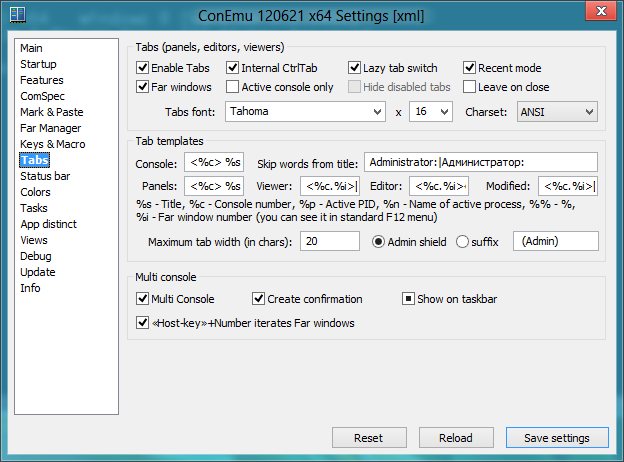 ConEmu 120621 x64 Settings [xml]
Main
Startup
Features
ComSpec
Mark & Paste
Far Manager
Keys & Macro
Tabs
Status bar
Colors
Tasks
App distinct
Views
Debug
Update
Info
Tabs (panels, editors, viewers)
Enable Tabs Internal CtrlTab Lazy tab switch Recent mode
Far windows Active console only Hide disabled tabs Leave on close
Tabs font: Tahoma x 16 Charset: ANSI
Tab templates
Console: <%c> %s Skip words from title: Administrator:|Администратор:
Panels: <%c> %s Viewer: <%c.%i>[ Editor: <%c.%i>‹ Modified: <%c.%i>[
%s - Title, %c - Console number, %p - Active PID, %n - Name of active process, %% - %,
%i - Far window number (you can see it in standard F12 menu)
Maximum tab width (in chars): 20 Admin shield suffix (Admin)
Multi console
Multi Console Create confirmation Show on taskbar
«Host-key»+Number iterates Far windows
Reset Reload Save settings